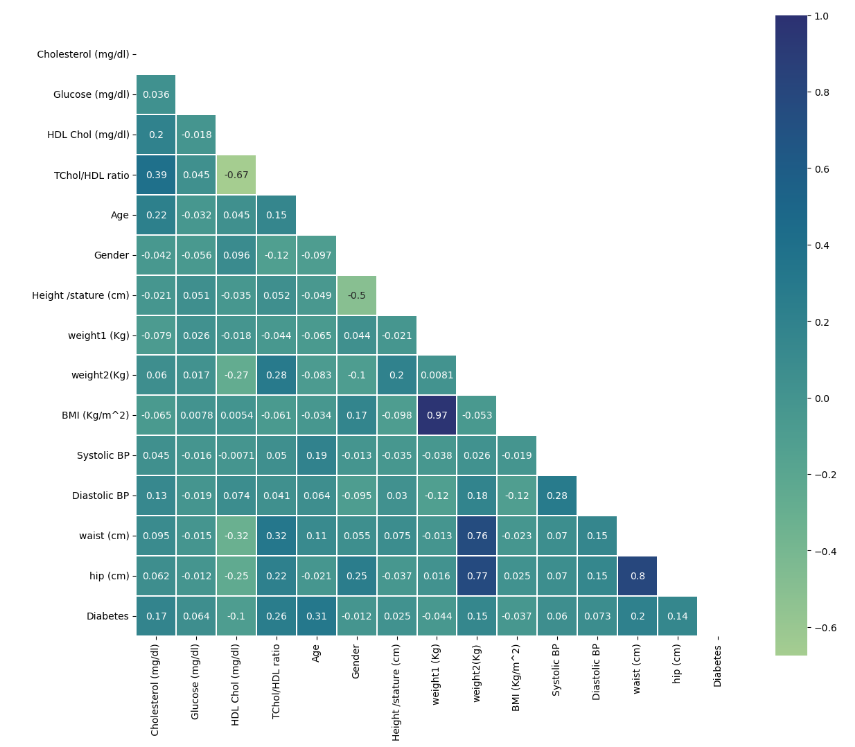 1.0
Cholesterol (mg/dl)
0.8
Glucose (mg/dl) 0.036
HDL Chol (mg/dl) 0.2 -0.018
0.6
TChol/HDL ratio 0.39 0.045 -0.67
Age 0.22 -0.032 0.045 0.15
0.4
Gender -0.042 -0.056 0.096 -0.12 -0.097
Height /stature (cm) -0.021 0.051 -0.035 0.052 -0.049 -0.5
0.2
weight1 (Kg) -0.079 0.026 -0.018 -0.044 -0.065 0.044 -0.021
weight2(Kg) 0.06 0.017 -0.27 0.28 -0.083 -0.1 0.2 0.0081
0.0
BMI (Kg/m^2) -0.065 0.0078 0.0054 -0.061 -0.034 0.17 -0.098 0.97 -0.053
Systolic BP 0.045 -0.016 -0.0071 0.05 0.19 -0.013 -0.035 -0.038 0.026 -0.019
−0.2
Diastolic BP 0.13 -0.019 0.074 0.041 0.064 -0.095 0.03 -0.12 0.18 -0.12 0.28
waist (cm) 0.095 -0.015 -0.32 0.32 0.11 0.055 0.075 -0.013 0.76 -0.023 0.07 0.15
−0.4
hip (cm) 0.062 -0.012 -0.25 0.22 -0.021 0.25 -0.037 0.016 0.77 0.025 0.07 0.15 0.8
Diabetes 0.17 0.064 -0.1 0.26 0.31 -0.012 0.025 -0.044 0.15 -0.037 0.06 0.073 0.2 0.14
−0.6
Cholesterol (mg/dl)
Glucose (mg/dl)
HDL Chol (mg/dl)
TChol/HDL ratio
Age
Gender
Height /stature (cm)
weight1 (Kg)
weight2(Kg)
BMI (Kg/m^2)
Systolic BP
Diastolic BP
waist (cm)
hip (cm)
Diabetes